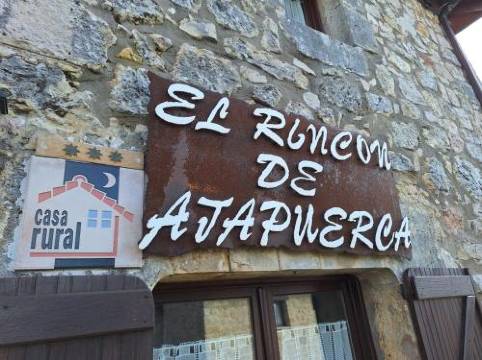 EL RINCON
DE
ATAPUERCA
casa
rural